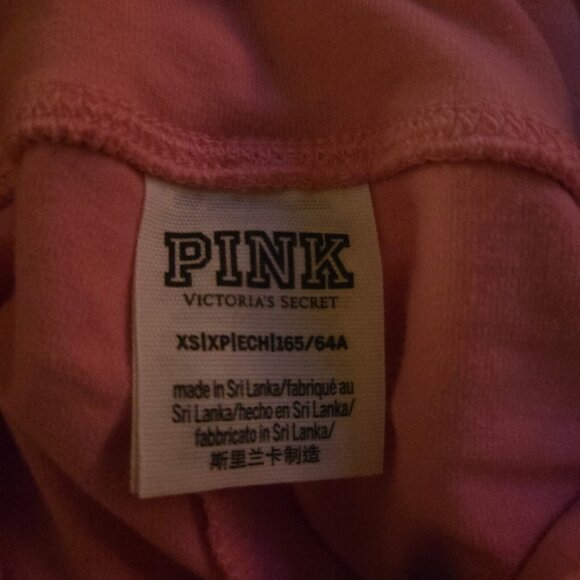 PINK
VICTORIA'S SECRET
XS|XP|ECH|165/64A
made in Sri Lanka/fabriqué au
Sri Lanka/hecho en Sri Lanka/
fabbricato in Sri Lanka/
斯里兰卡制造